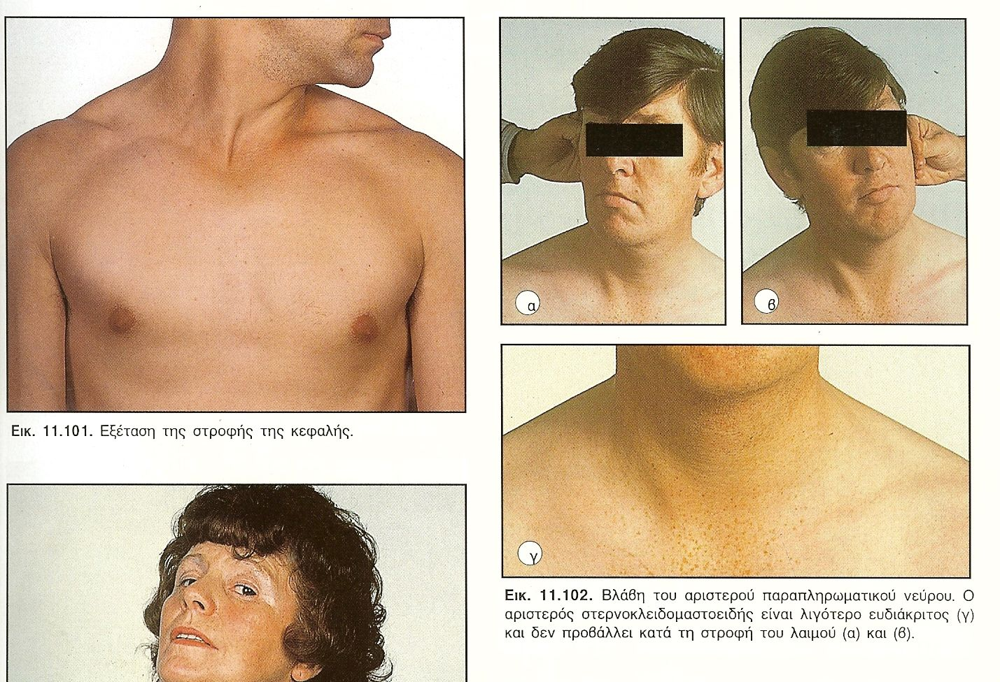 Εικ. 11.101. Εξέταση της στροφής της κεφαλής.
α
β
γ
Εικ. 11.102. Βλάβη του αριστερού παραπληρωματικού νεύρου. Ο
αριστερός στερνοκλειδομαστοειδής είναι λιγότερο ευδιάκριτος (γ)
και δεν προβάλλει κατά τη στροφή του λαιμού (α) και (β).